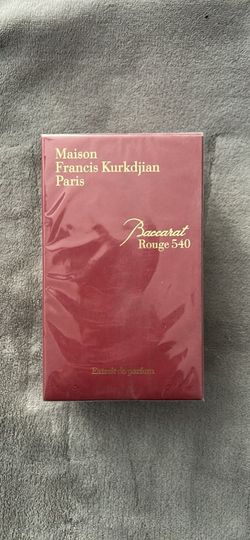 Maison
Francis Kurkdjian
Paris
Baccarat
Rouge 540
Extrait de parfum